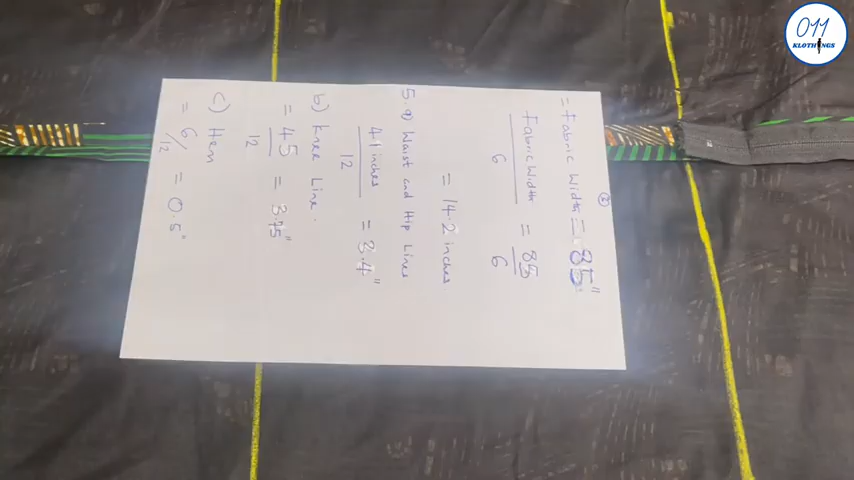 ②
= Fabric Width = 85"
Fabric Width / 6 = 85 / 6
= 14.2 inches
5. a) Waist and Hip Lines
41 inches / 12 = 3.4"
b) Knee Line.
= 45 / 12 = 3.75"
c) Hem
= 6/12 = 0.5"
011
KLOTHINGS